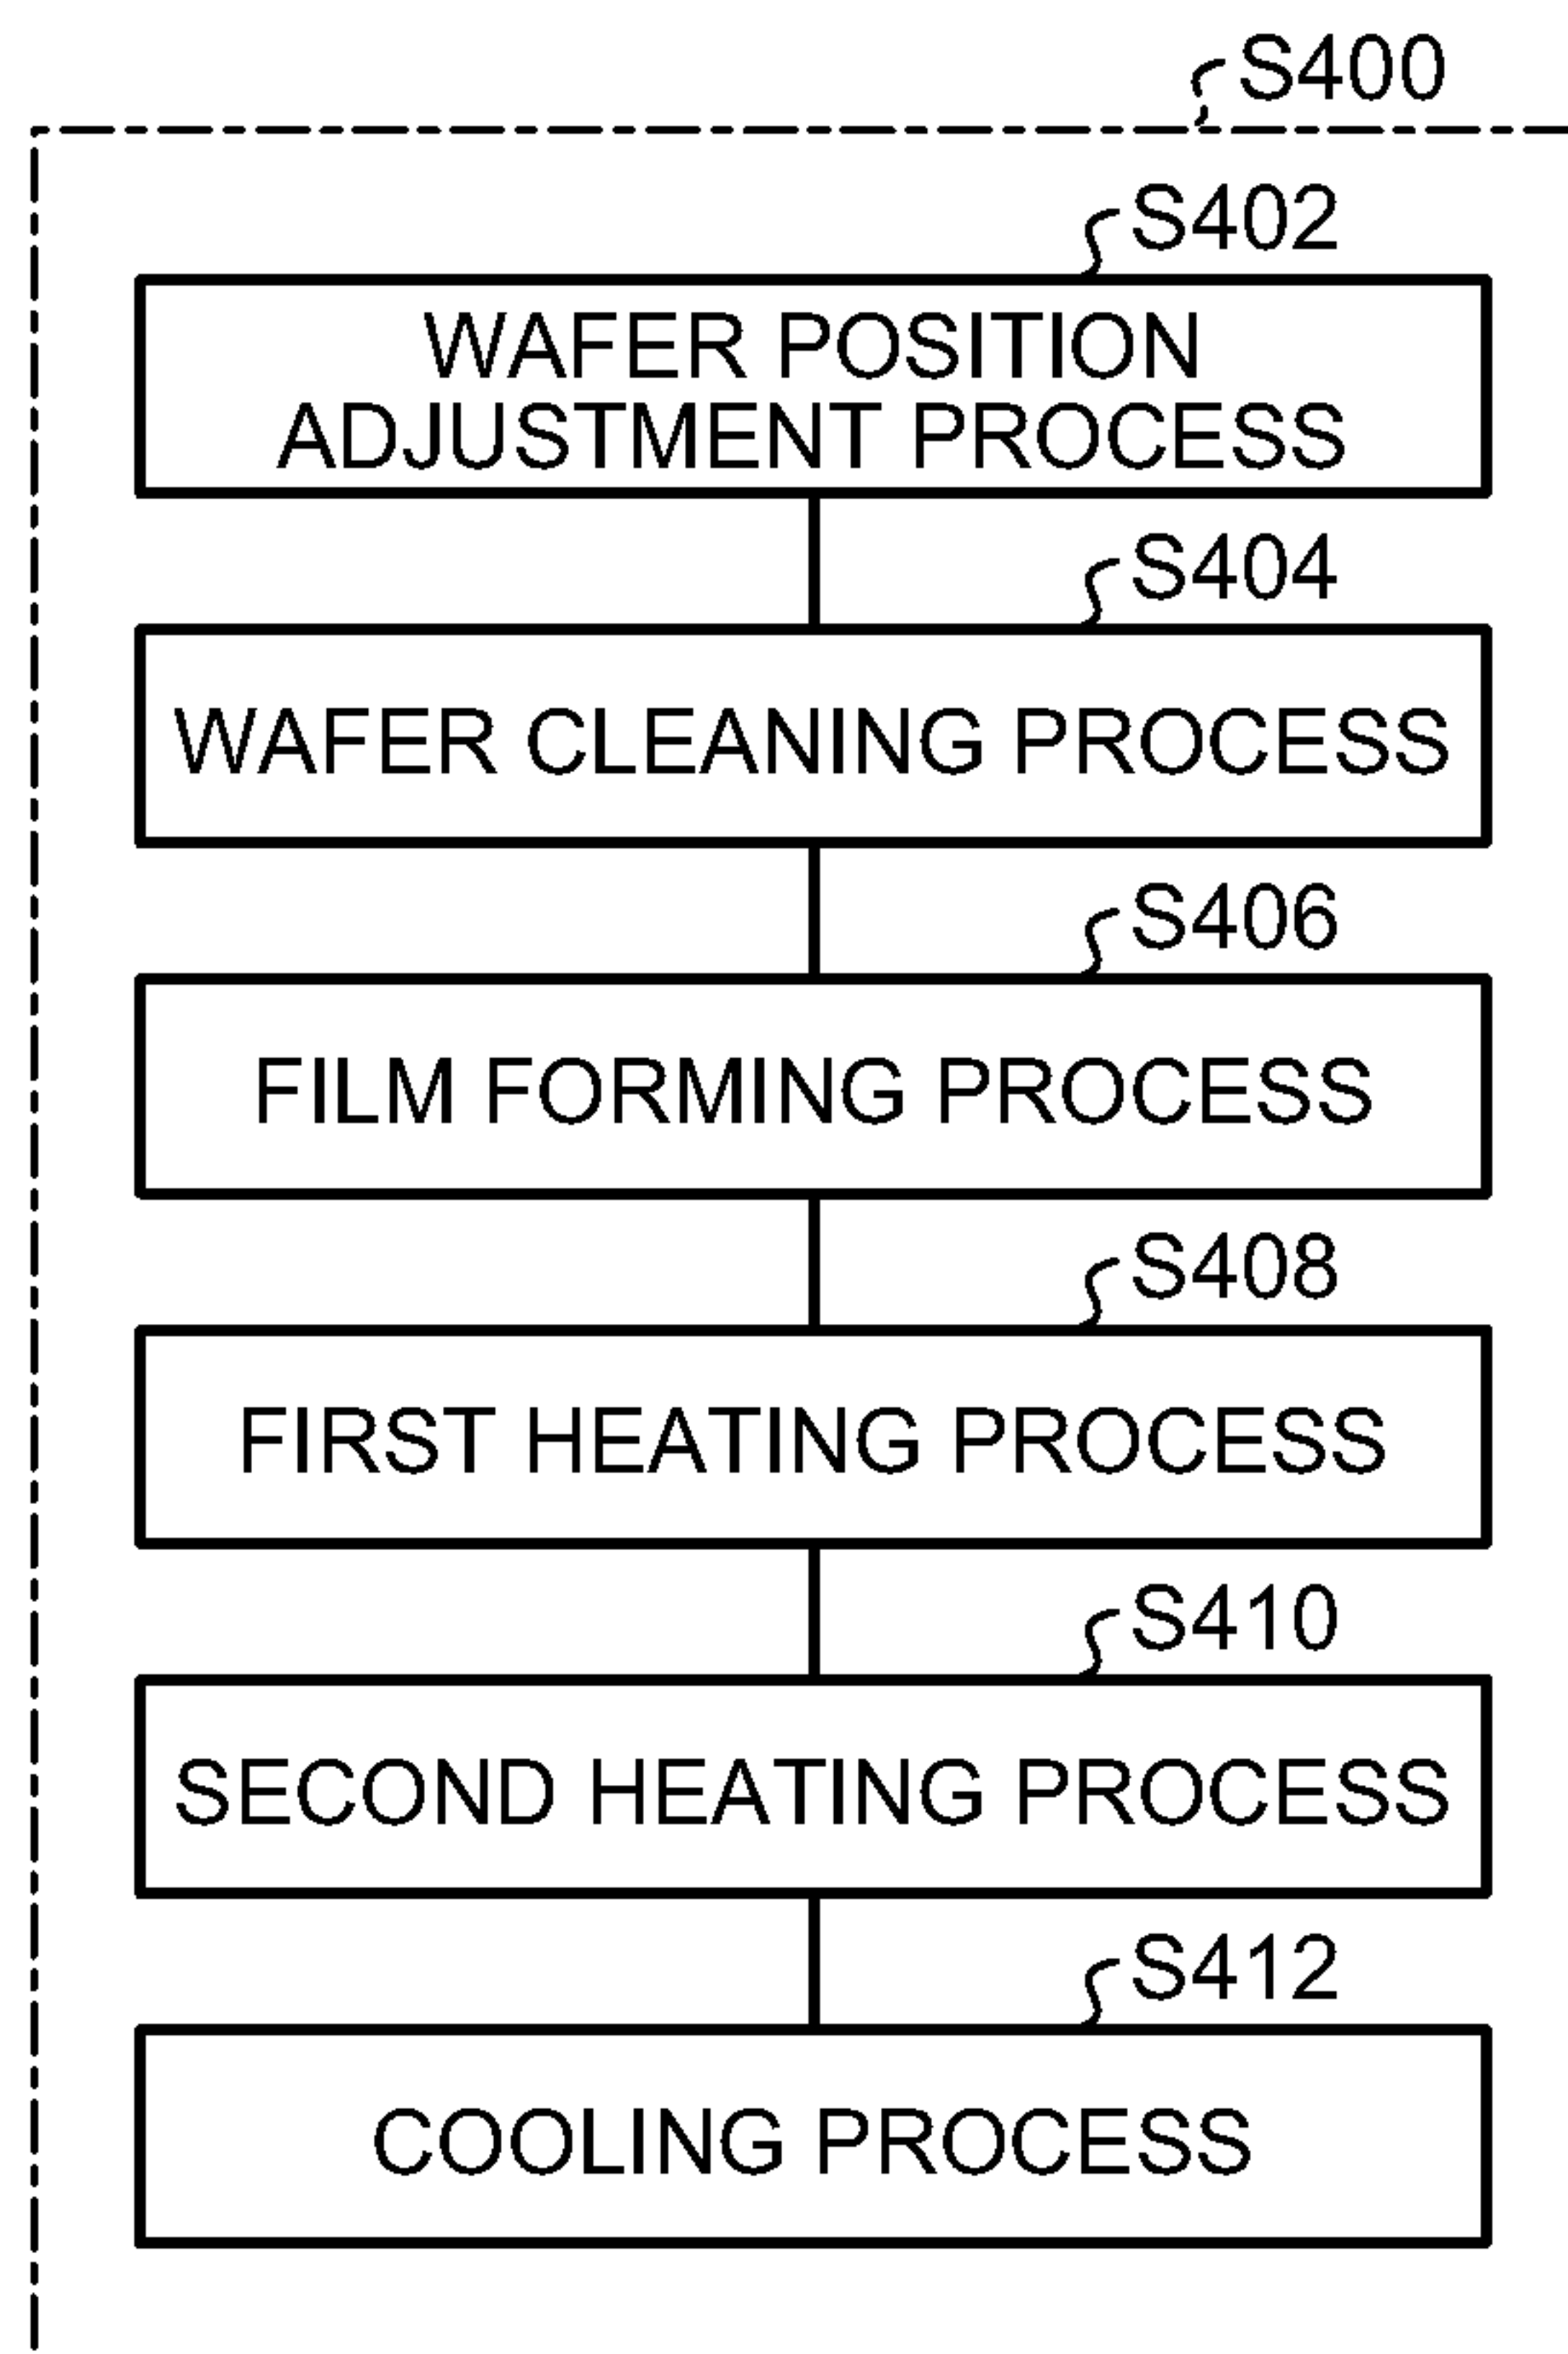 S400
S402
WAFER POSITION
ADJUSTMENT PROCESS
S404
WAFER CLEANING PROCESS
S406
FILM FORMING PROCESS
S408
FIRST HEATING PROCESS
S410
SECOND HEATING PROCESS
S412
COOLING PROCESS